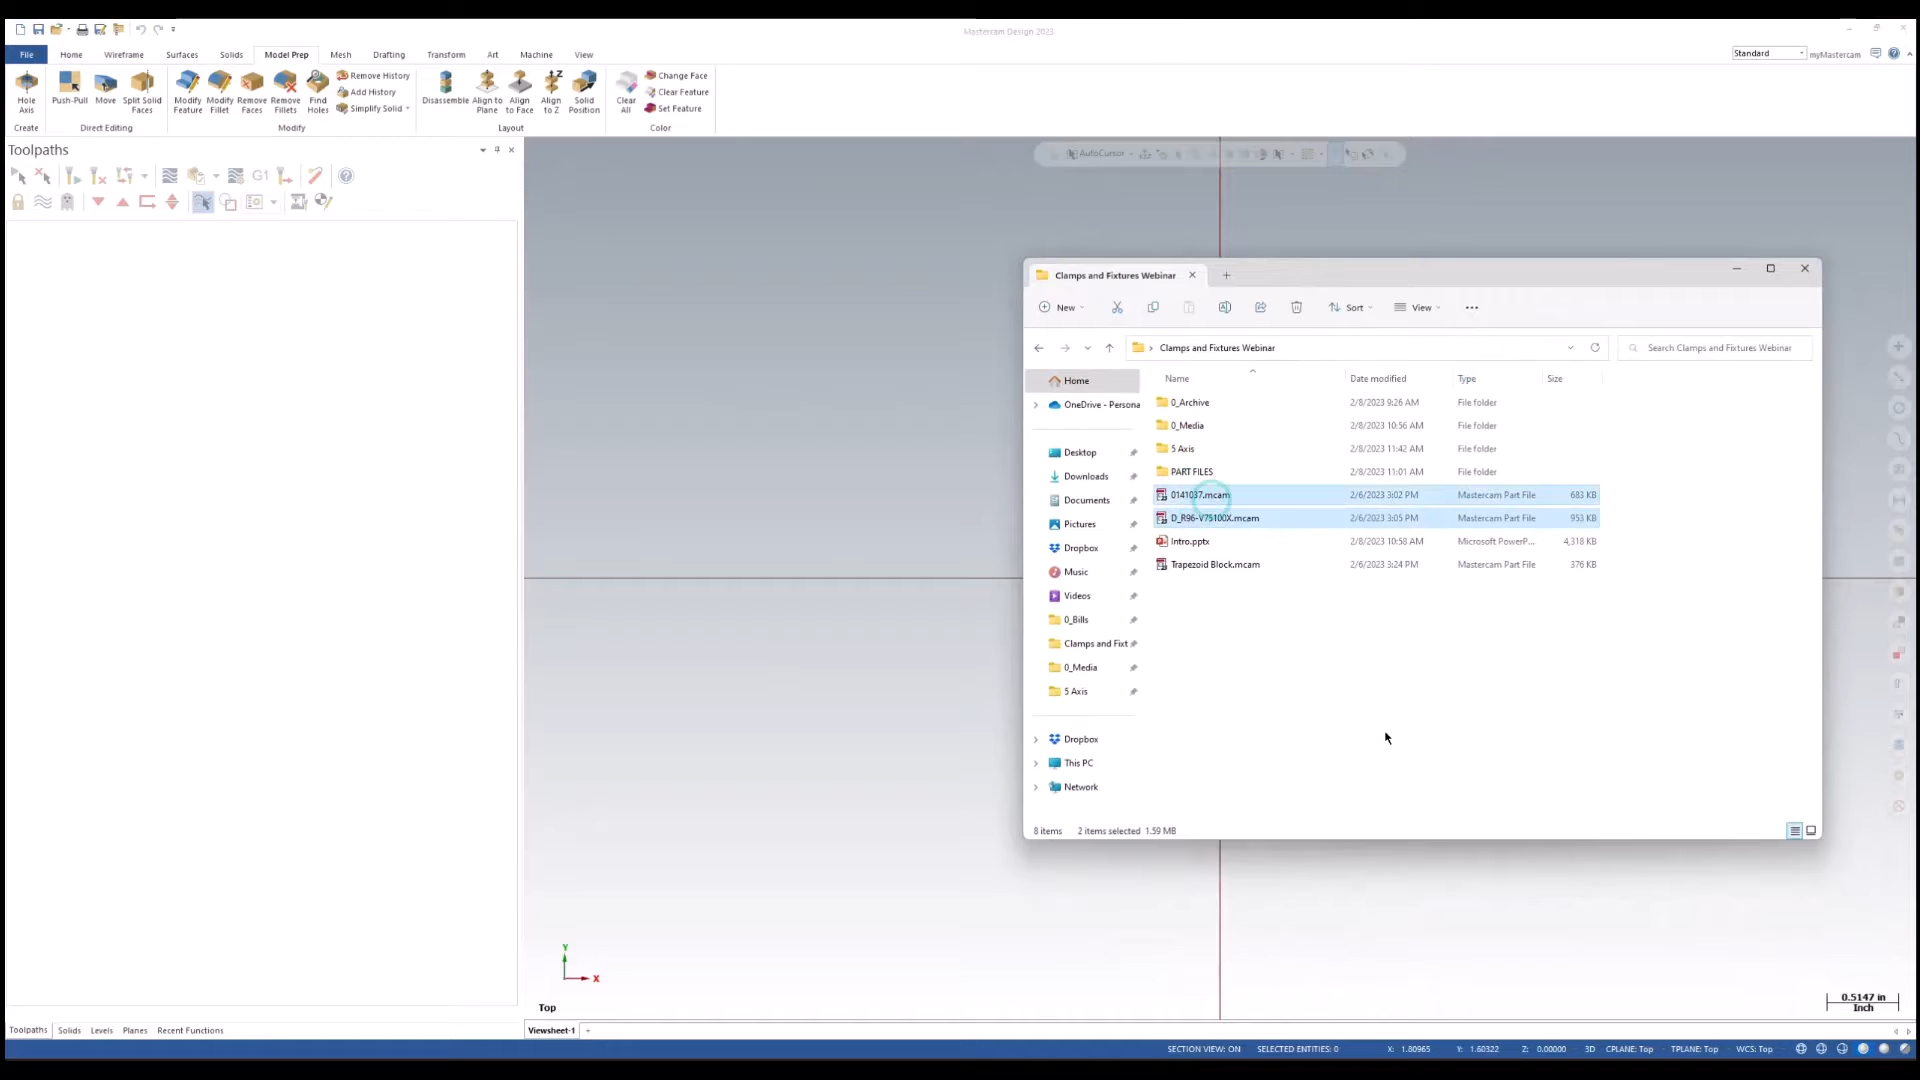 Mastercam Design 2023
File Home Wireframe Surfaces Solids Model Prep Mesh Drafting Transform Art Machine View
Standard myMastercam
Hole Axis
Push-Pull
Move
Split Solid Faces
Modify Feature
Modify Fillet
Remove Faces
Remove Fillets
Find Holes
Remove History
Add History
Simplify Solid
Disassemble
Align to Plane
Align to Face
Align to Z
Solid Position
Clear All
Change Face
Clear Feature
Set Feature
Create Direct Editing Modify Layout Color
Toolpaths
G1
AutoCursor
Clamps and Fixtures Webinar
New Sort View
Clamps and Fixtures Webinar
Search Clamps and Fixtures Webinar
Home
OneDrive - Persona
Desktop
Downloads
Documents
Pictures
Dropbox
Music
Videos
0_Bills
Clamps and Fixt
0_Media
5 Axis
Dropbox
This PC
Network
Name Date modified Type Size
0_Archive 2/8/2023 9:26 AM File folder
0_Media 2/8/2023 10:56 AM File folder
5 Axis 2/8/2023 11:42 AM File folder
PART FILES 2/8/2023 11:01 AM File folder
0141037.mcam 2/6/2023 3:02 PM Mastercam Part File 683 KB
D_R96-V75100X.mcam 2/6/2023 3:05 PM Mastercam Part File 953 KB
Intro.pptx 2/8/2023 10:58 AM Microsoft PowerP... 4,318 KB
Trapezoid Block.mcam 2/6/2023 3:24 PM Mastercam Part File 376 KB
8 items 2 items selected 1.59 MB
Y
X
Top
0.5147 in
Inch
Toolpaths Solids Levels Planes Recent Functions
Viewsheet-1 +
SECTION VIEW: ON SELECTED ENTITIES: 0 X: 1.80965 Y: 1.60322 Z: 0.00000 3D CPLANE: Top TPLANE: Top WCS: Top